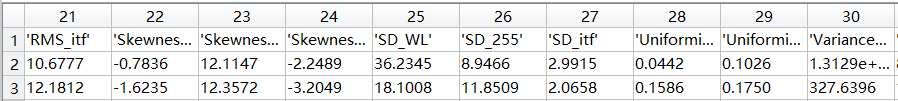 21 22 23 24 25 26 27 28 29 30
1 'RMS_itf' 'Skewnes... 'Skewnes... 'Skewnes... 'SD_WL' 'SD_255' 'SD_itf' 'Uniformi... 'Uniformi... 'Variance...
2 10.6777 -0.7836 12.1147 -2.2489 36.2345 8.9466 2.9915 0.0442 0.1026 1.3129e+...
3 12.1812 -1.6235 12.3572 -3.2049 18.1008 11.8509 2.0658 0.1586 0.1750 327.6396